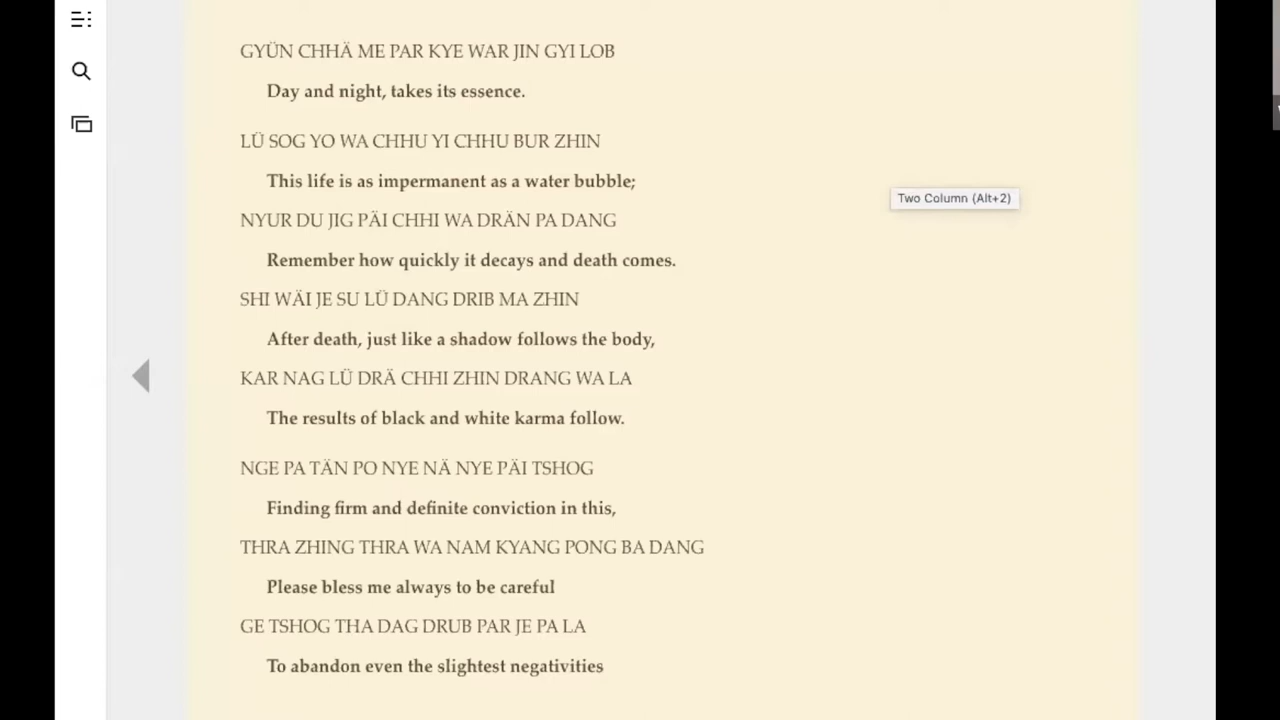 GYÜN CHHÄ ME PAR KYE WAR JIN GYI LOB
Day and night, takes its essence.
LÜ SOG YO WA CHHU YI CHHU BUR ZHIN
This life is as impermanent as a water bubble;
Two Column (Alt+2)
NYUR DU JIG PÄI CHHI WA DRÄN PA DANG
Remember how quickly it decays and death comes.
SHI WÄI JE SU LÜ DANG DRIB MA ZHIN
After death, just like a shadow follows the body,
KAR NAG LÜ DRÄ CHHI ZHIN DRANG WA LA
The results of black and white karma follow.
NGE PA TÄN PO NYE NÄ NYE PÄI TSHOG
Finding firm and definite conviction in this,
THRA ZHING THRA WA NAM KYANG PONG BA DANG
Please bless me always to be careful
GE TSHOG THA DAG DRUB PAR JE PA LA
To abandon even the slightest negativities